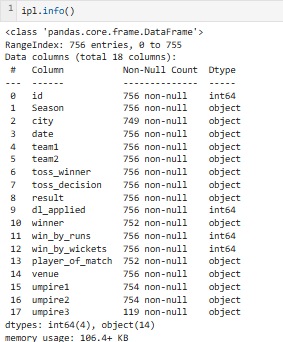 1 ipl.info()
<class 'pandas.core.frame.DataFrame'>
RangeIndex: 756 entries, 0 to 755
Data columns (total 18 columns):
 #   Column           Non-Null Count  Dtype
---  ------           --------------  -----
 0   id               756 non-null    int64
 1   Season           756 non-null    object
 2   city             749 non-null    object
 3   date             756 non-null    object
 4   team1            756 non-null    object
 5   team2            756 non-null    object
 6   toss_winner      756 non-null    object
 7   toss_decision    756 non-null    object
 8   result           756 non-null    object
 9   dl_applied       756 non-null    int64
 10  winner           752 non-null    object
 11  win_by_runs      756 non-null    int64
 12  win_by_wickets   756 non-null    int64
 13  player_of_match  752 non-null    object
 14  venue            756 non-null    object
 15  umpire1          754 non-null    object
 16  umpire2          754 non-null    object
 17  umpire3          119 non-null    object
dtypes: int64(4), object(14)
memory usage: 106.4+ KB